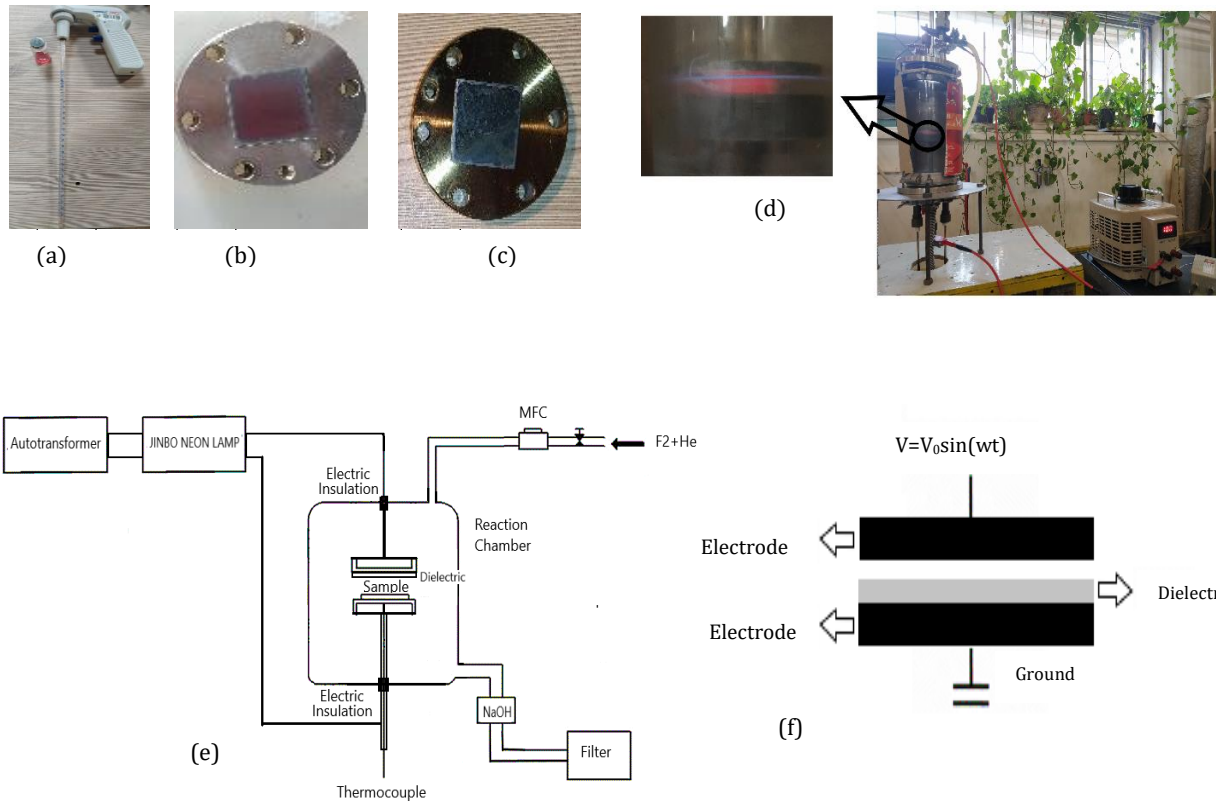 (a)
(b)
(c)
(d)
MFC
F2+He
Autotransformer
JINBO NEON LAMP
Electric
Insulation
Reaction
Chamber
Dielectric
Sample
Electric
Insulation
NaOH
Filter
Thermocouple
(e)
V=V₀sin(wt)
Electrode
Dielectr
Electrode
Ground
(f)